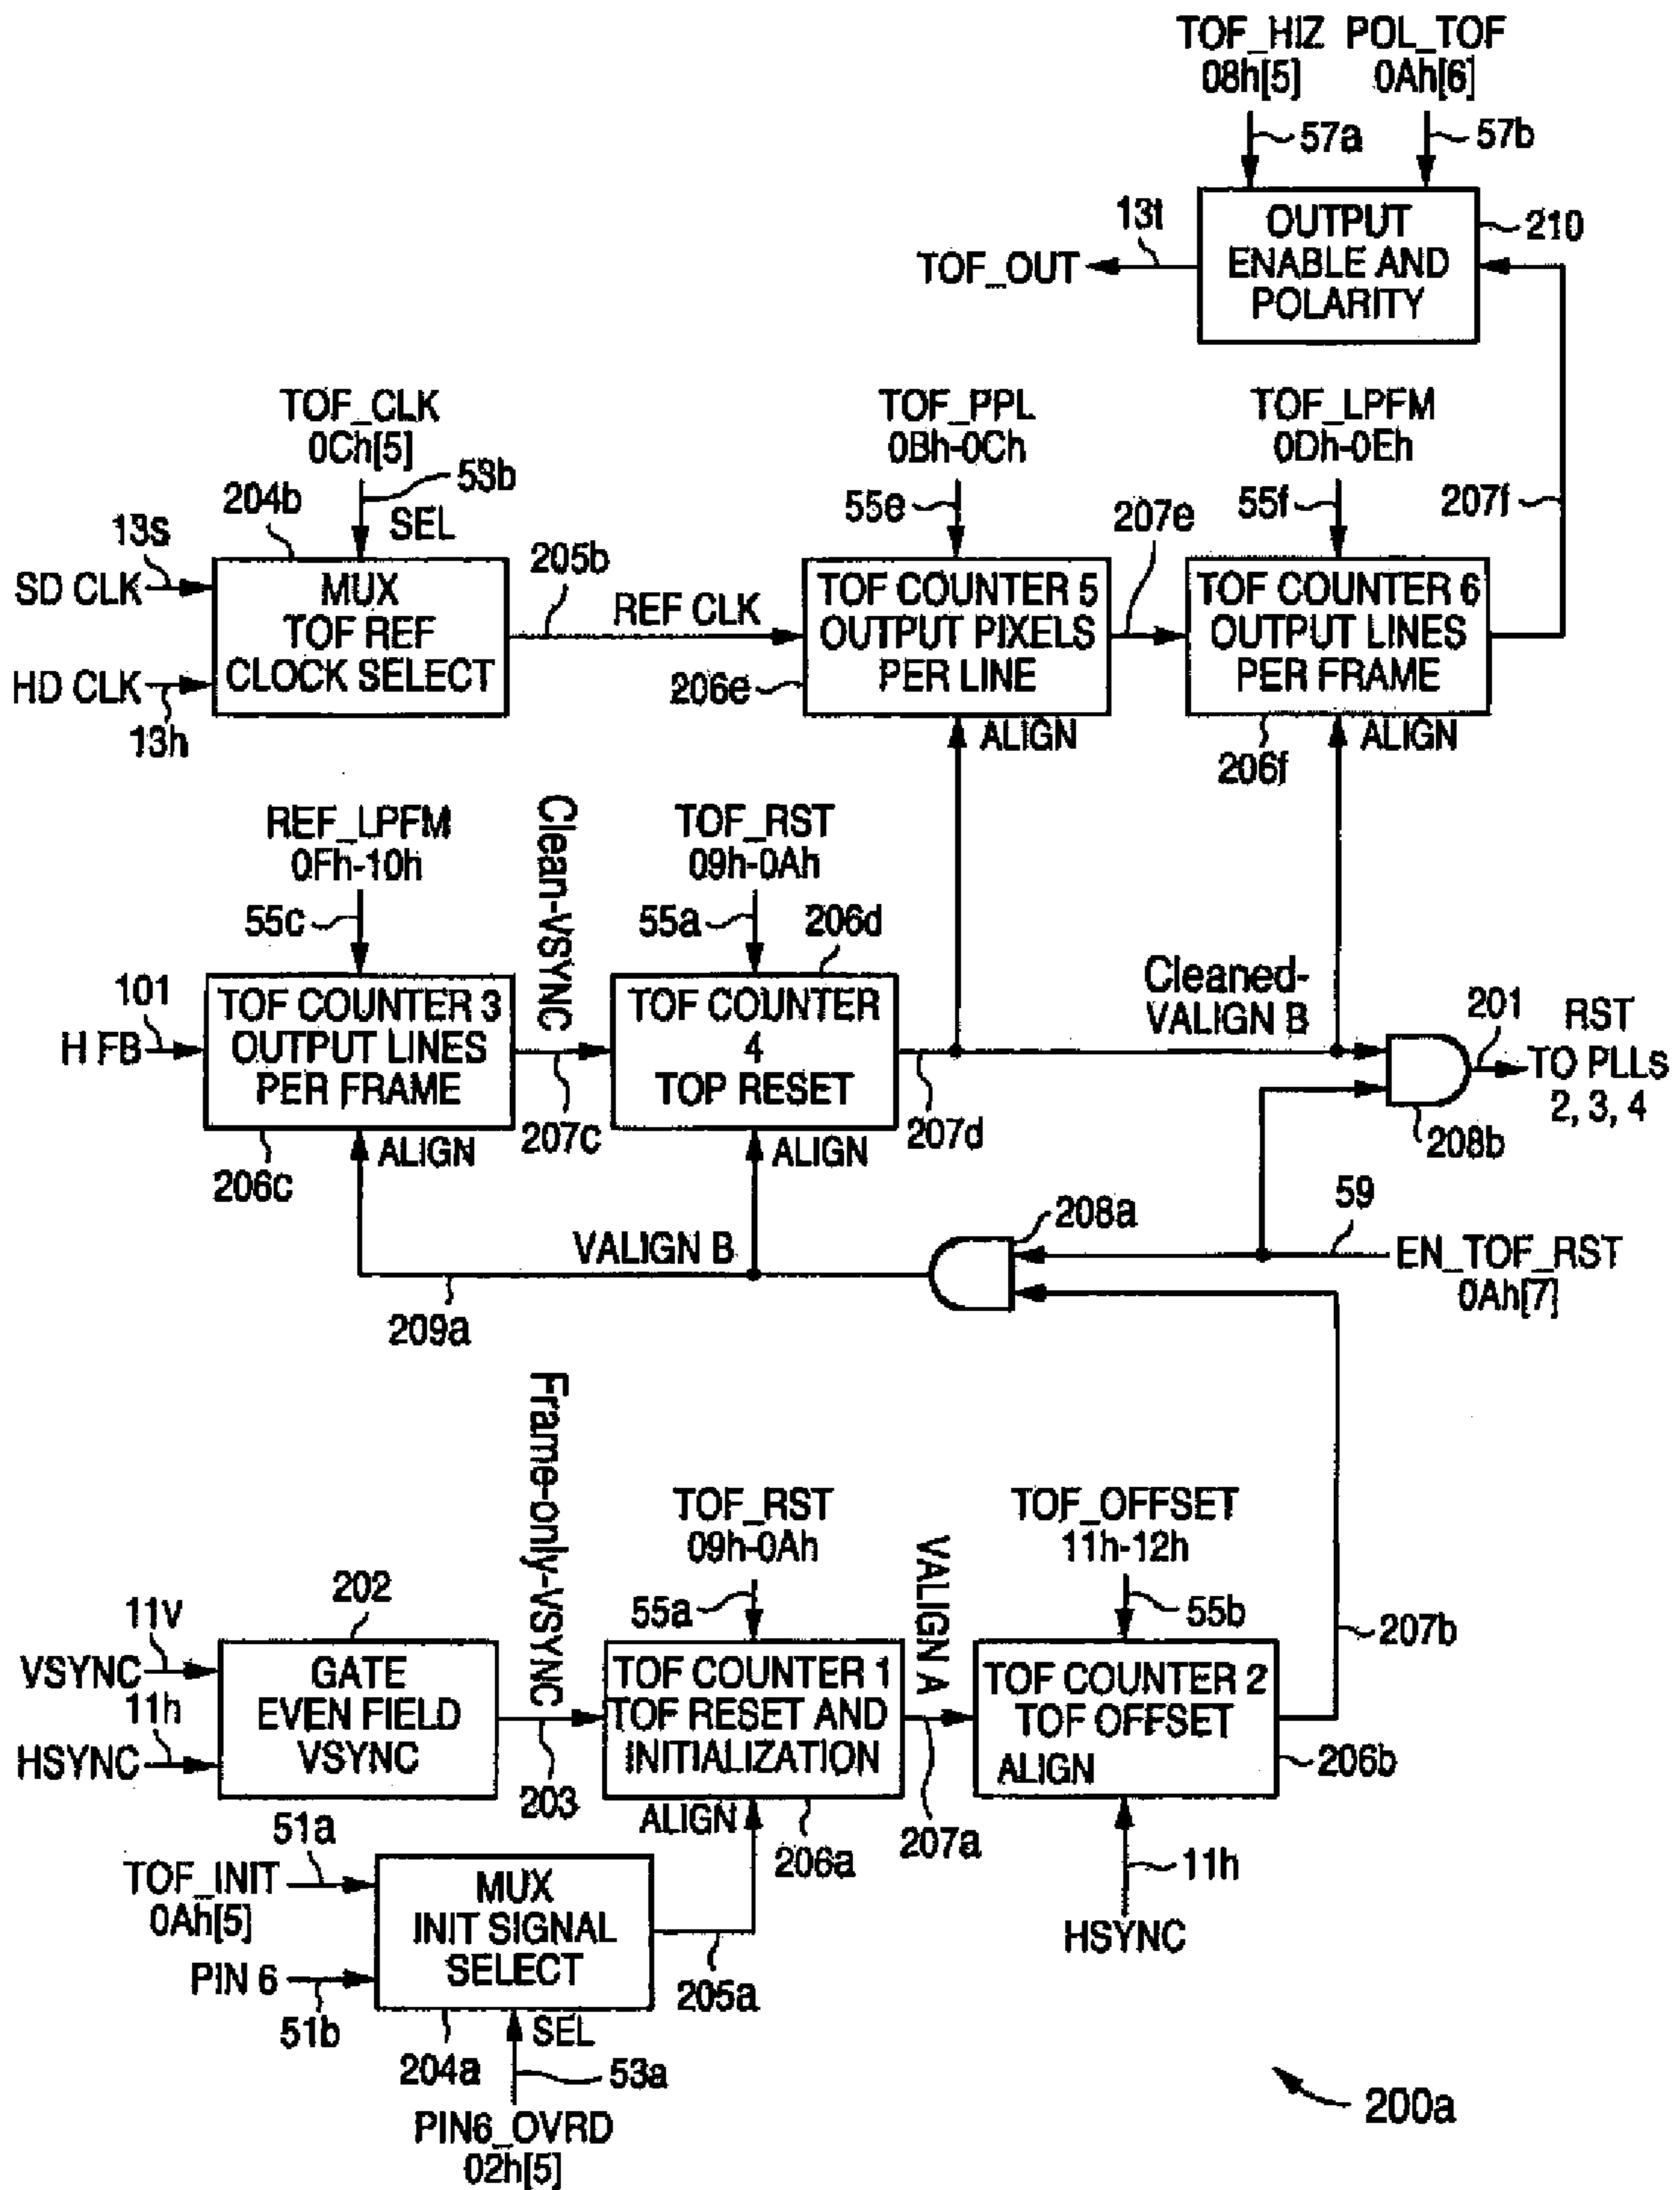 TOF_HIZ POL_TOF
08h[5] 0Ah[6]
57a 57b
OUTPUT
ENABLE AND
POLARITY
210
13t
TOF_OUT
TOF_CLK
0Ch[5]
53b
SEL
204b
13s
SD CLK
HD CLK
13h
MUX
TOF REF
CLOCK SELECT
205b
REF CLK
TOF_PPL
0Bh-0Ch
55e
TOF COUNTER 5
OUTPUT PIXELS
PER LINE
206e
ALIGN
207e
TOF_LPFM
0Dh-0Eh
55f
TOF COUNTER 6
OUTPUT LINES
PER FRAME
206f
ALIGN
207f
REF_LPFM
0Fh-10h
55c
101
H FB
TOF COUNTER 3
OUTPUT LINES
PER FRAME
206c
ALIGN
Clean-VSYNC
207c
TOF_RST
09h-0Ah
55a
206d
TOF COUNTER
4
TOP RESET
ALIGN
207d
Cleaned-
VALIGN B
201
RST
TO PLLs
2, 3, 4
208b
59
EN_TOF_RST
0Ah[7]
208a
VALIGN B
209a
202
11v
VSYNC
11h
HSYNC
GATE
EVEN FIELD
VSYNC
Frame-only-VSYNC
203
TOF_RST
09h-0Ah
55a
TOF COUNTER 1
TOF RESET AND
INITIALIZATION
ALIGN
206a
VALIGN A
207a
TOF_OFFSET
11h-12h
55b
TOF COUNTER 2
TOF OFFSET
ALIGN
206b
207b
11h
HSYNC
51a
TOF_INIT
0Ah[5]
PIN 6
51b
MUX
INIT SIGNAL
SELECT
205a
204a
SEL
53a
PIN6_OVRD
02h[5]
200a